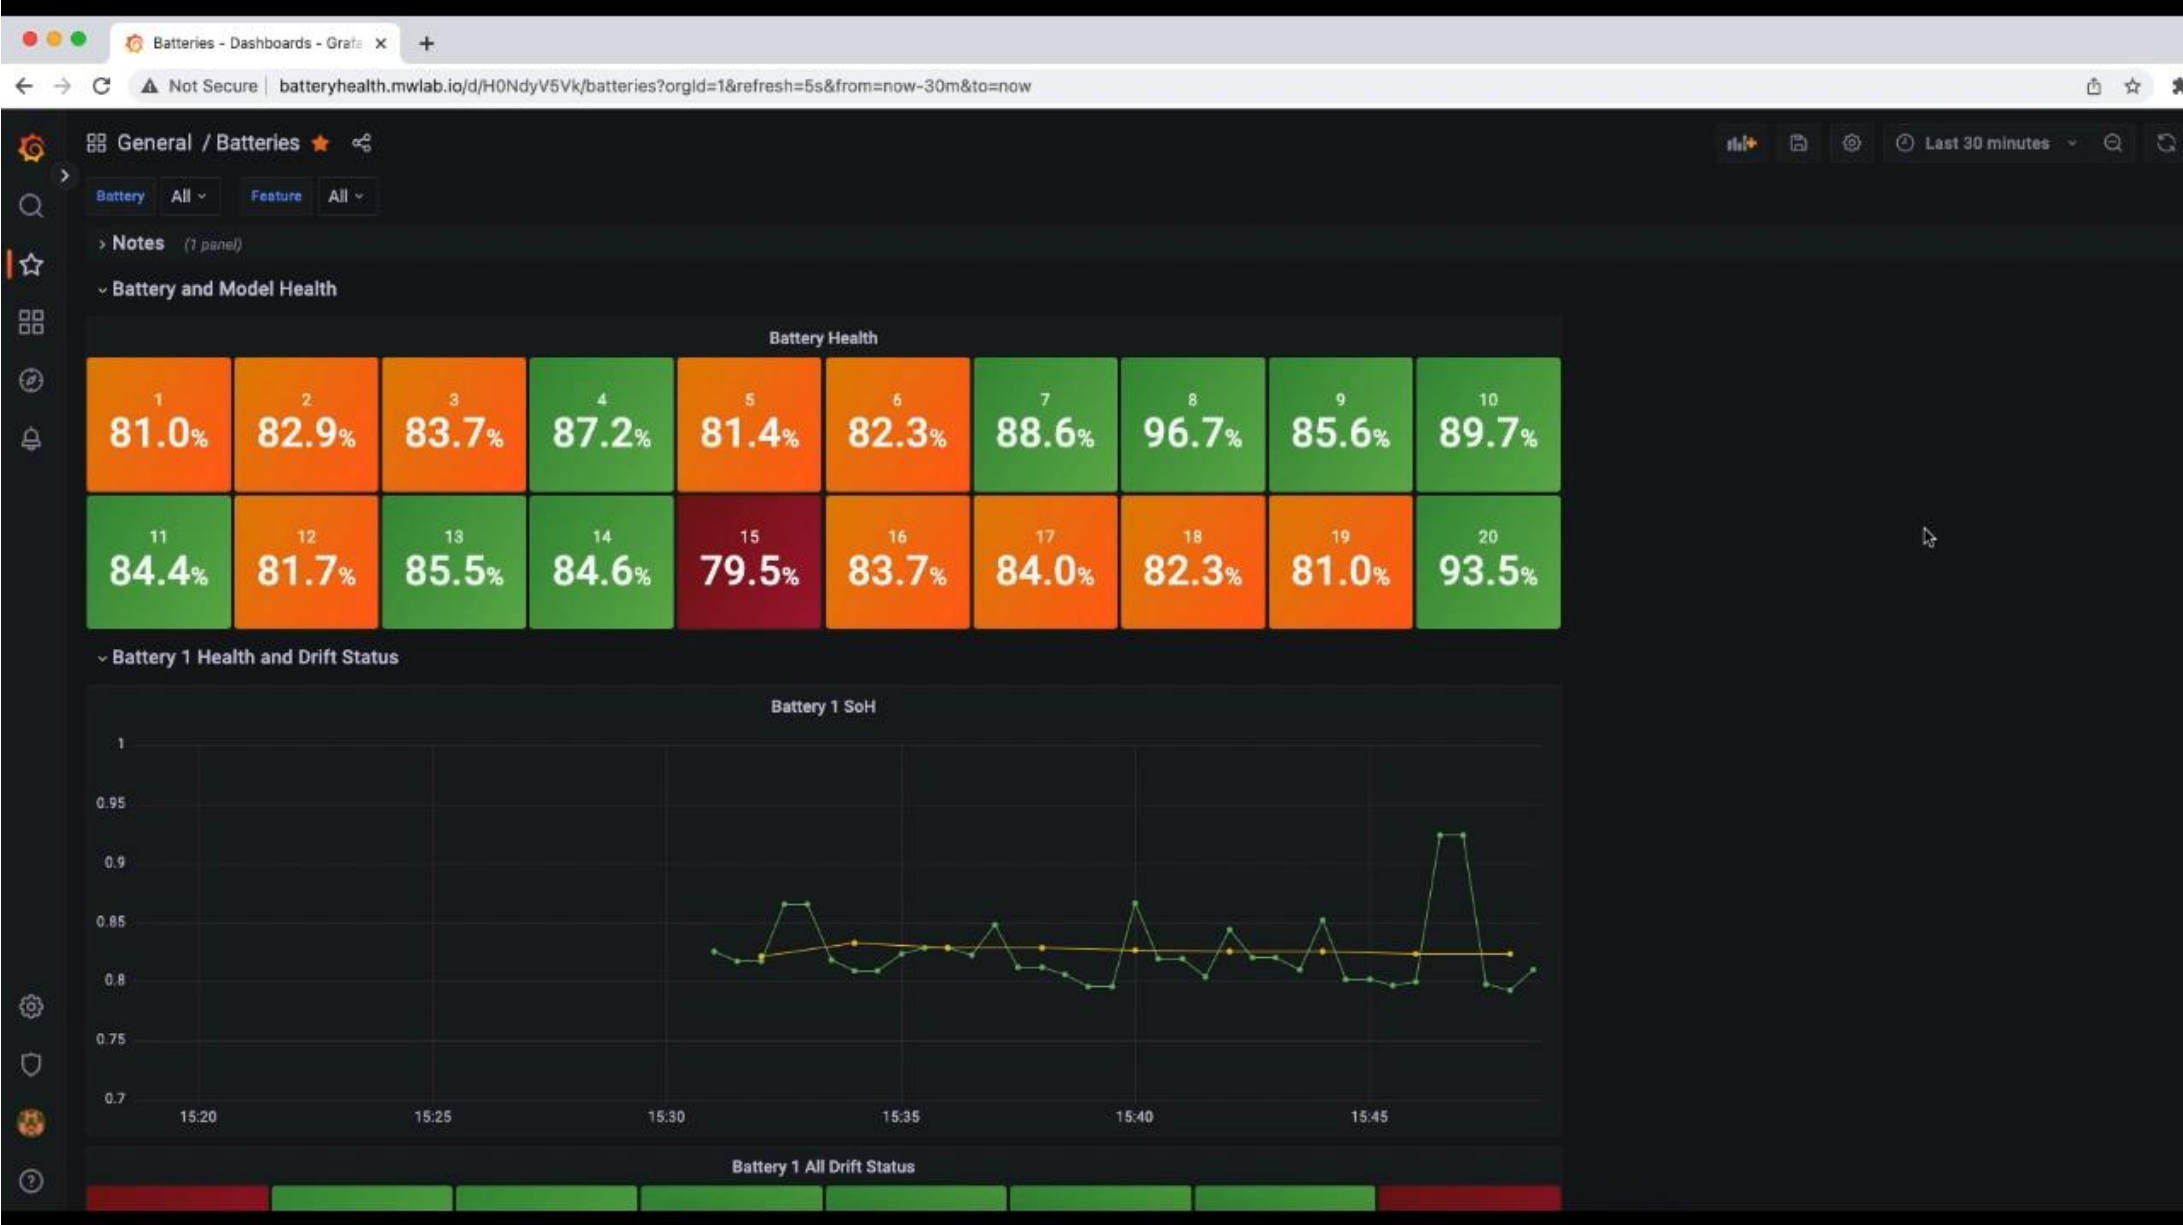 Batteries - Dashboards - Grafa
Not Secure batteryhealth.mwlab.io/d/H0NdyV5Vk/batteries?orgId=1&refresh=5s&from=now-30m&to=now
General / Batteries
Last 30 minutes
Battery All Feature All
Notes (1 panel)
Battery and Model Health
Battery Health
1 2 3 4 5 6 7 8 9 10
81.0% 82.9% 83.7% 87.2% 81.4% 82.3% 88.6% 96.7% 85.6% 89.7%
11 12 13 14 15 16 17 18 19 20
84.4% 81.7% 85.5% 84.6% 79.5% 83.7% 84.0% 82.3% 81.0% 93.5%
Battery 1 Health and Drift Status
Battery 1 SoH
1
0.95
0.9
0.85
0.8
0.75
0.7
15:20 15:25 15:30 15:35 15:40 15:45
Battery 1 All Drift Status